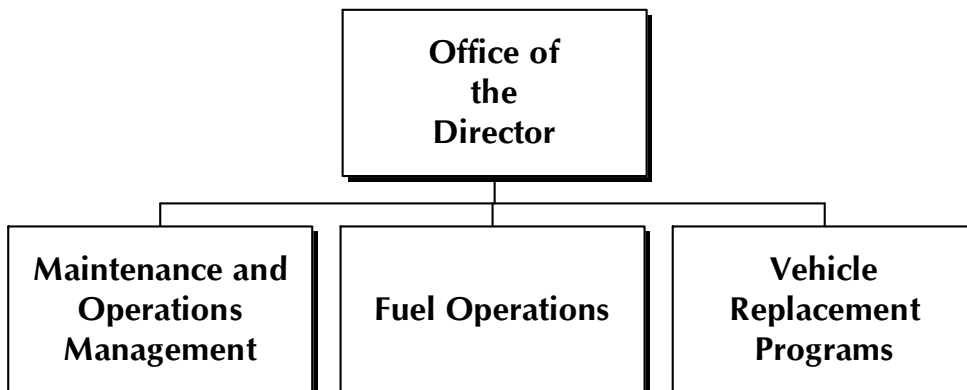 Office of
the
Director
Maintenance and
Operations
Management
Fuel Operations
Vehicle
Replacement
Programs